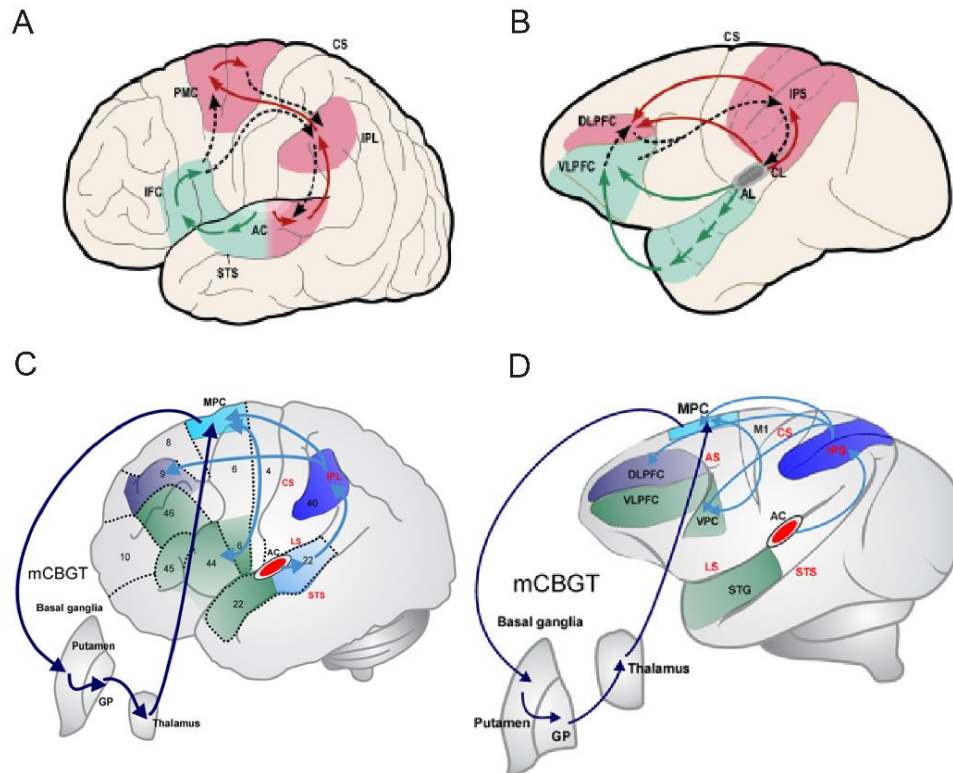 A
CS
PMC
IPL
IFC
AC
STS
B
CS
IPS
DLPFC
VLPFC
CL
AL
C
MPC
8
6
4
9
CS
IPL
40
46
LS
6
AC
22
10
45
44
STS
22
mCBGT
Basal ganglia
Putamen
GP
Thalamus
D
MPC
M1
CS
AS
IPS
DLPFC
VLPFC
VPC
AC
LS
STS
STG
mCBGT
Basal ganglia
Thalamus
Putamen
GP